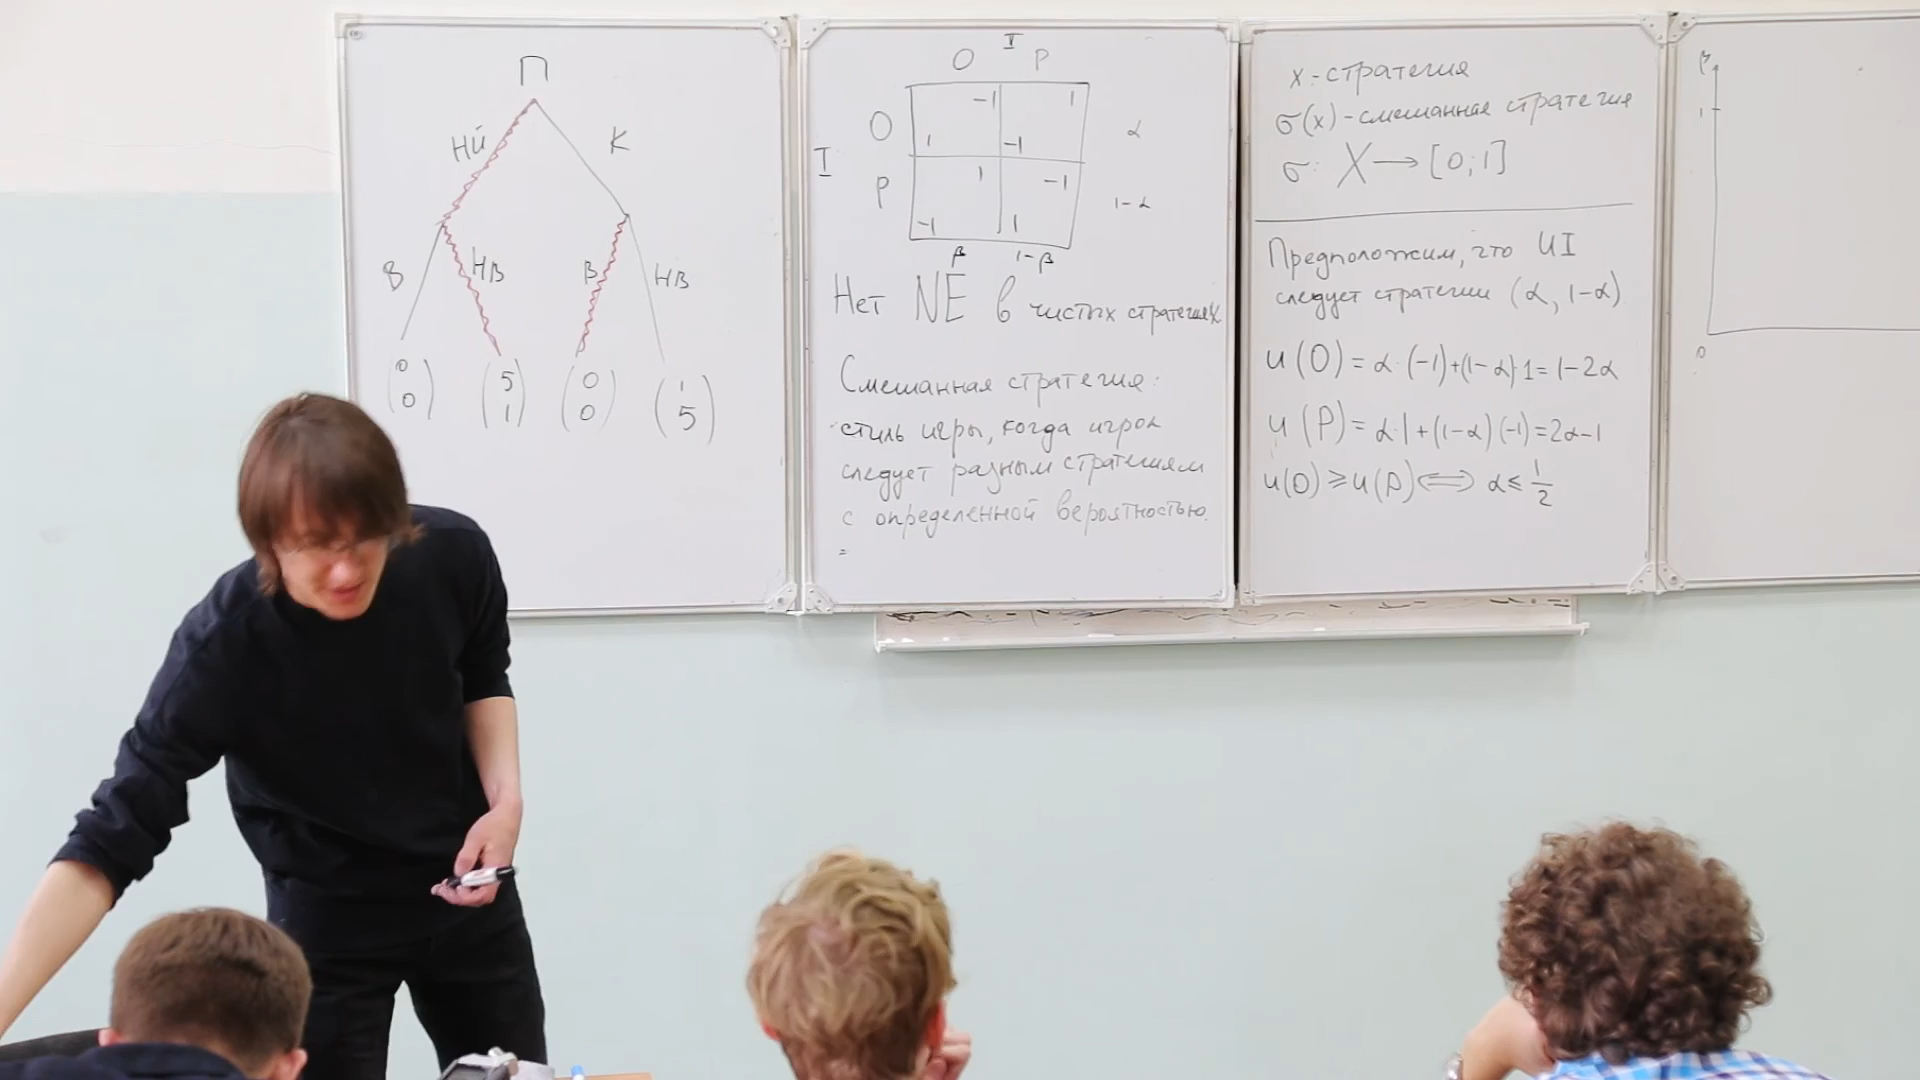 П
НЙ К
В НВ В НВ
0 5 0 1
0 1 0 5
II
О Р
О -1 1 α
1 -1
I
Р 1 -1 1-α
-1 1
β 1-β
Нет NE в чистых стратегиях
Смешанная стратегия:
стиль игры, когда игрок
следует разным стратегиям
с определенной вероятностью.
=
x - стратегия
σ(x) - смешанная стратегия
σ: X → [0;1]
Предположим, что ИI
следует стратегии (α, 1-α)
u(O) = α·(-1)+(1-α)·1 = 1-2α
u(P) = α·1+(1-α)(-1) = 2α-1
u(O) ⩾ u(P) ⟺ α ⩽ 1/2
β
1
0